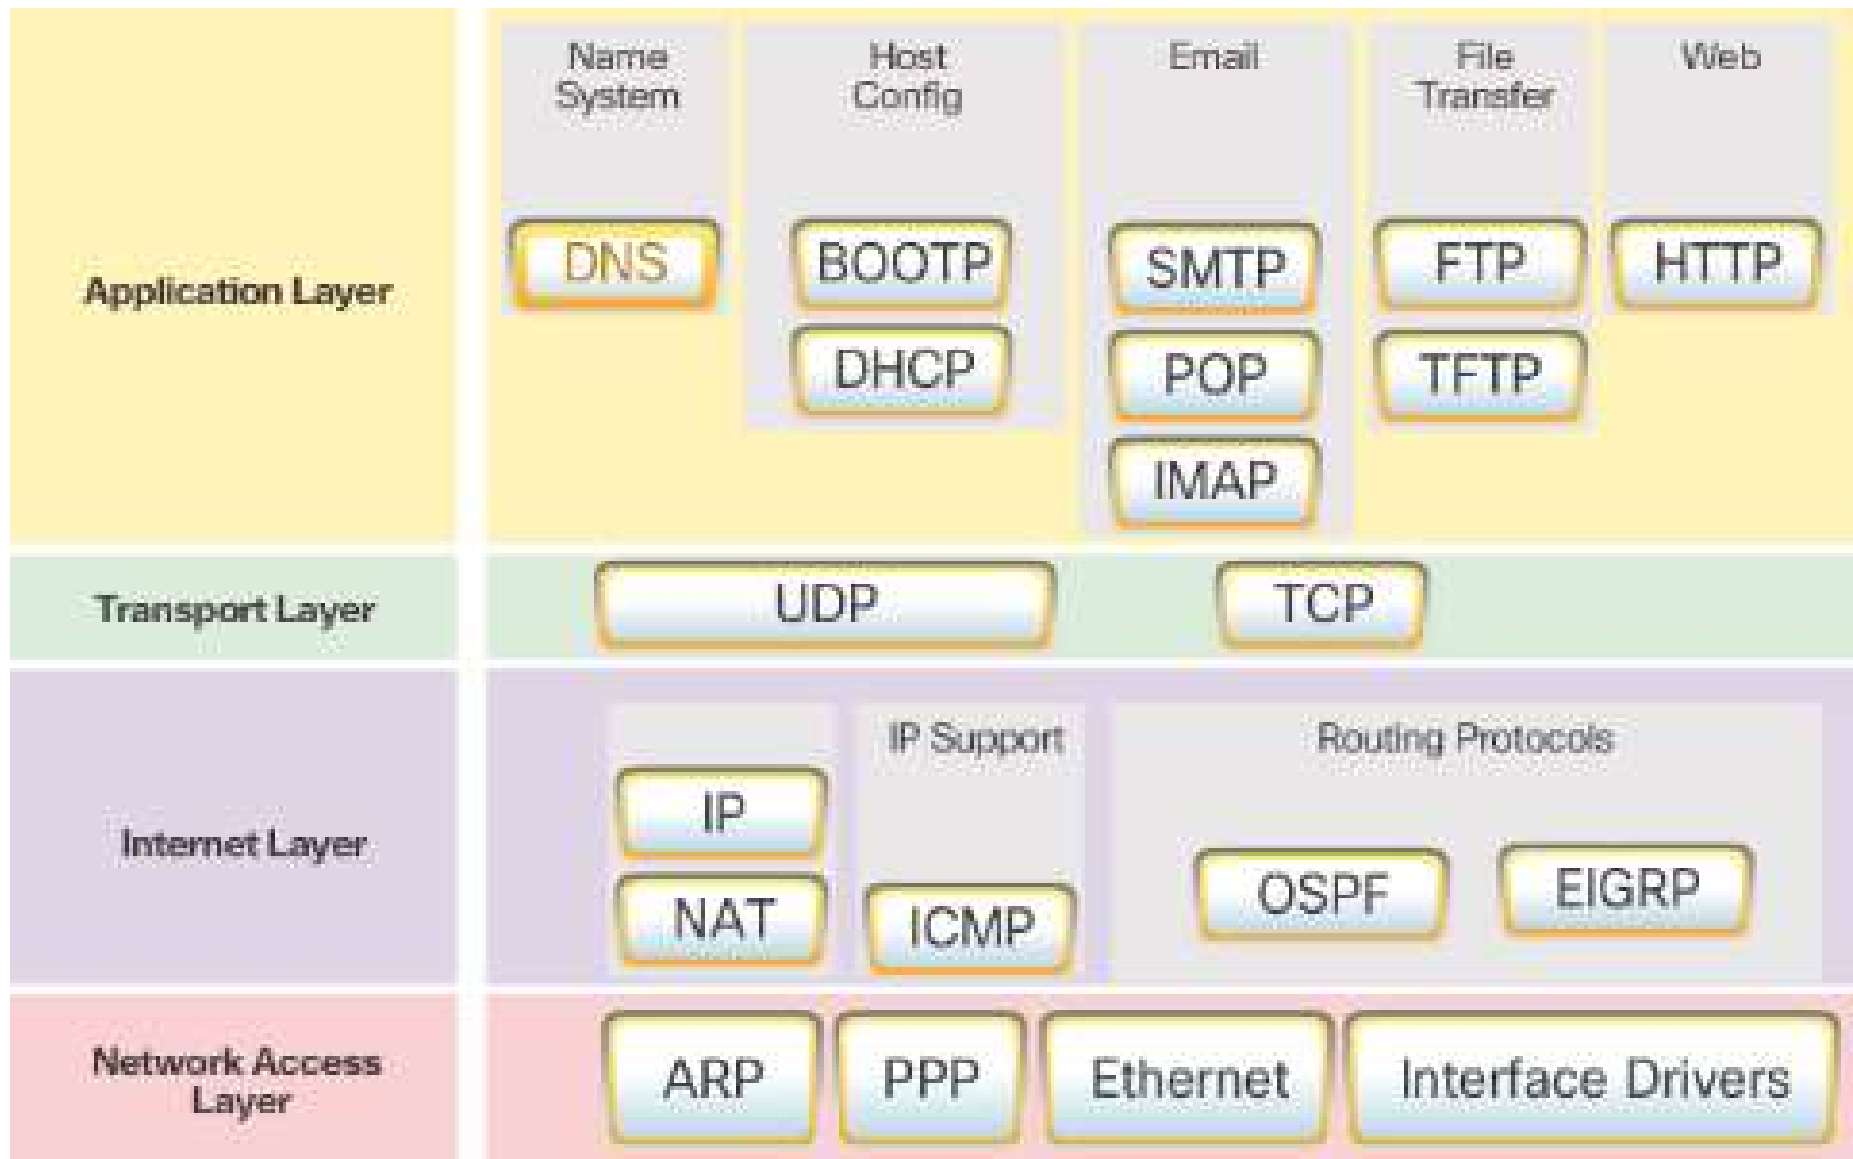 Application Layer
Name
System
Host
Config
Email
File
Transfer
Web
DNS
BOOTP
SMTP
FTP
HTTP
DHCP
POP
TFTP
IMAP
Transport Layer
UDP
TCP
Internet Layer
IP Support
Routing Protocols
IP
NAT
ICMP
OSPF
EIGRP
Network Access
Layer
ARP
PPP
Ethernet
Interface Drivers